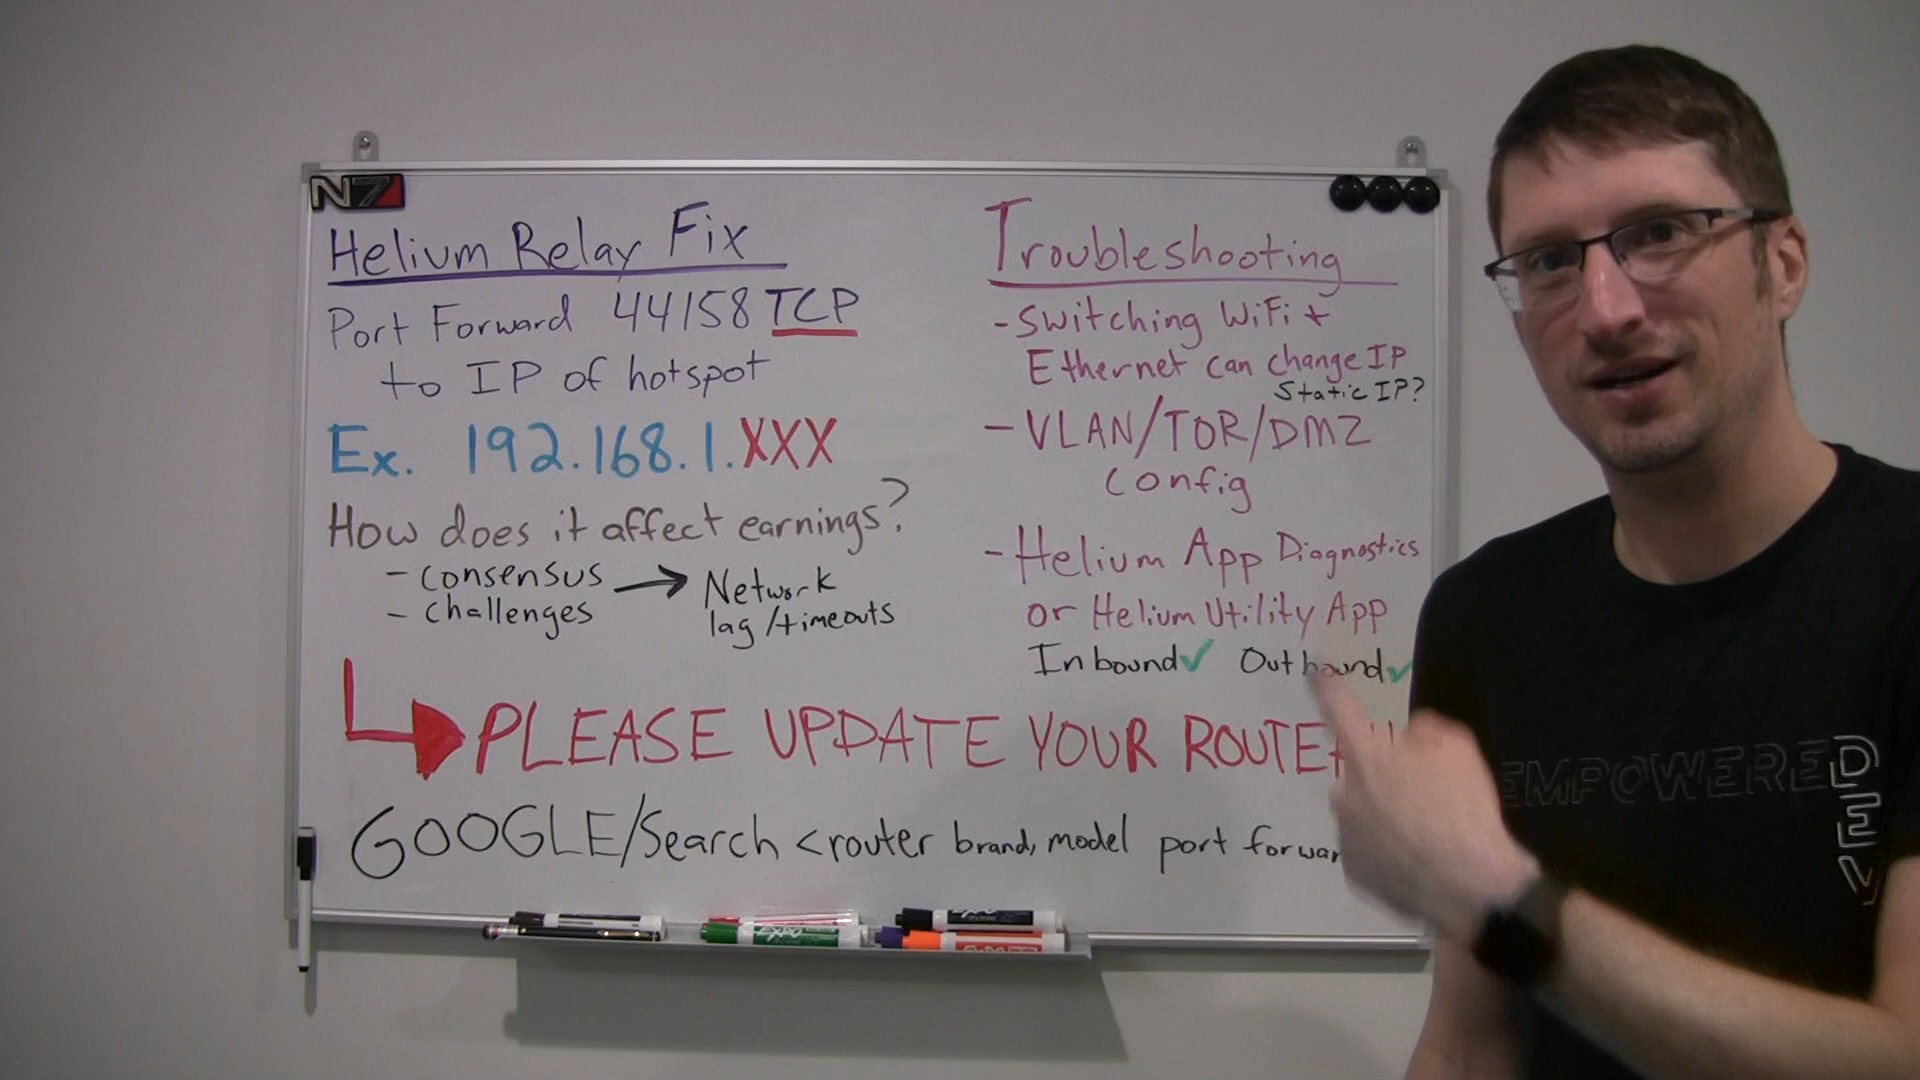 N7
Helium Relay Fix
Port Forward 44158 TCP
to IP of hotspot
Ex. 192.168.1.XXX
How does it affect earnings?
- consensus
- challenges
→ Network
lag/timeouts
Troubleshooting
- Switching WiFi +
Ethernet can change IP
Static IP?
- VLAN/TOR/DMZ
Config
- Helium App Diagnostics
or Helium Utility App
Inbound✓ Outbound✓
PLEASE UPDATE YOUR
GOOGLE/Search <router brand, model port
EXPO
EMPOWERED
DEV